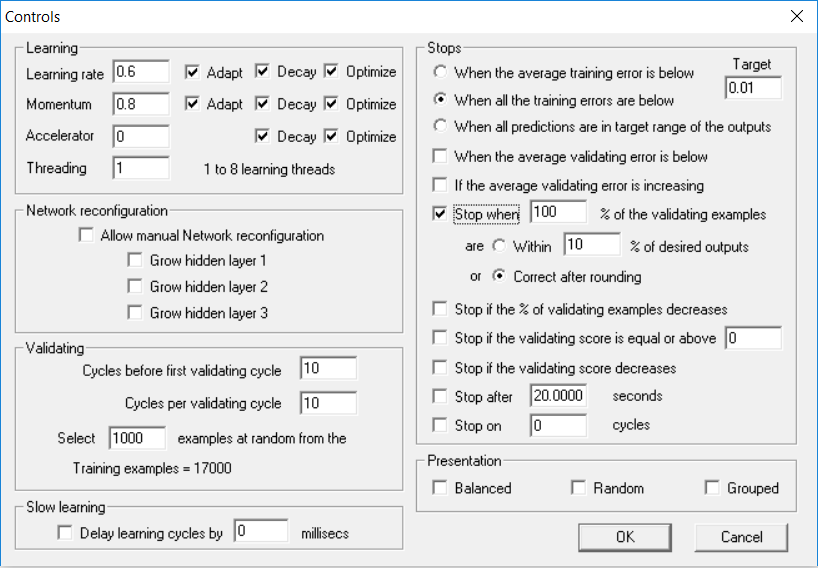 Controls
Learning
Learning rate 0.6 Adapt Decay Optimize
Momentum 0.8 Adapt Decay Optimize
Accelerator 0 Decay Optimize
Threading 1 1 to 8 learning threads
Network reconfiguration
Allow manual Network reconfiguration
Grow hidden layer 1
Grow hidden layer 2
Grow hidden layer 3
Validating
Cycles before first validating cycle 10
Cycles per validating cycle 10
Select 1000 examples at random from the
Training examples = 17000
Slow learning
Delay learning cycles by 0 millisecs
Stops
Target
When the average training error is below 0.01
When all the training errors are below
When all predictions are in target range of the outputs
When the average validating error is below
If the average validating error is increasing
Stop when 100 % of the validating examples
are Within 10 % of desired outputs
or Correct after rounding
Stop if the % of validating examples decreases
Stop if the validating score is equal or above 0
Stop if the validating score decreases
Stop after 20.0000 seconds
Stop on 0 cycles
Presentation
Balanced Random Grouped
OK Cancel